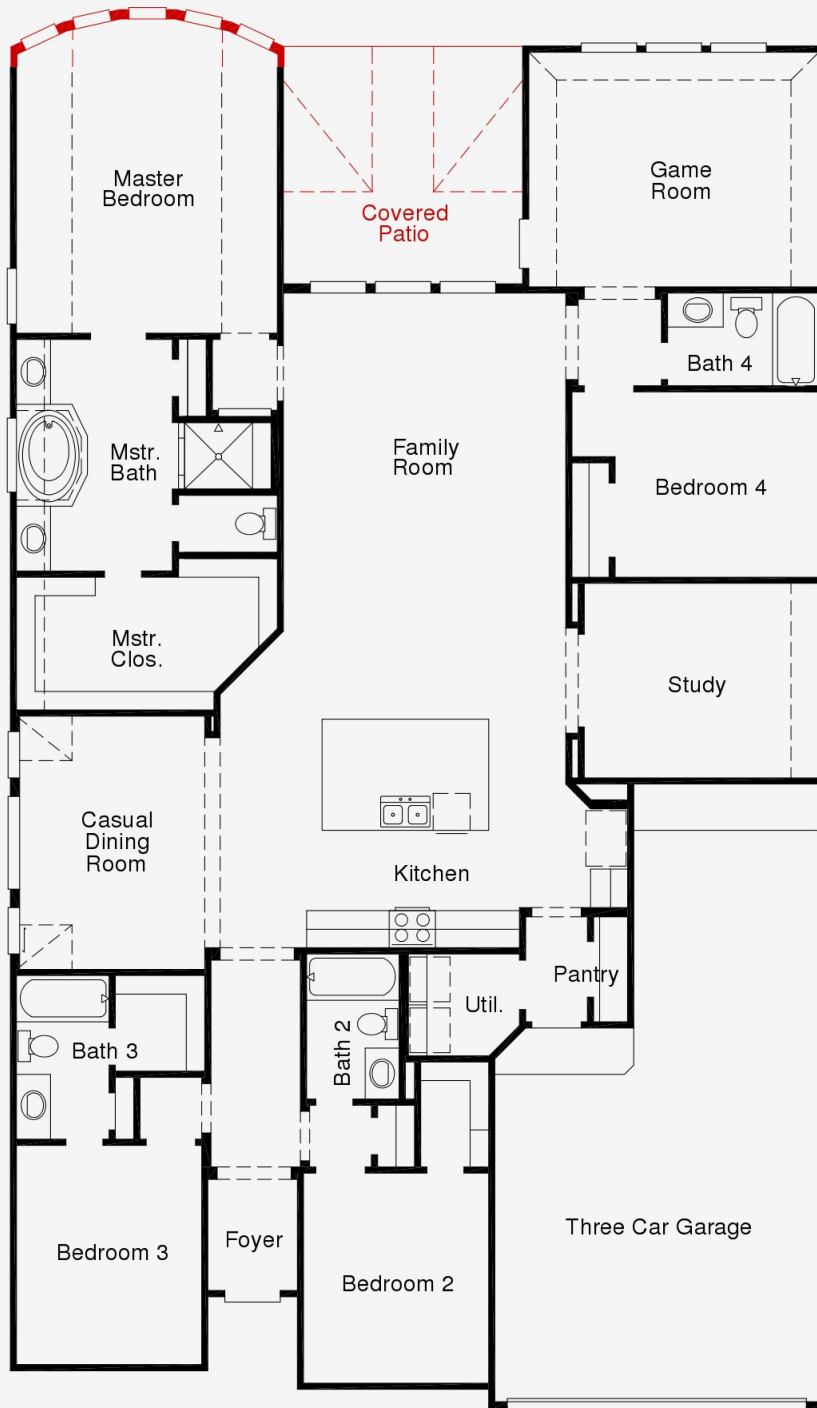 Master
Bedroom
Covered
Patio
Game
Room
Bath 4
Mstr.
Bath
Family
Room
Bedroom 4
Mstr.
Clos.
Study
Casual
Dining
Room
Kitchen
Pantry
Util.
Bath 3
Bath 2
Foyer
Bedroom 3
Bedroom 2
Three Car Garage